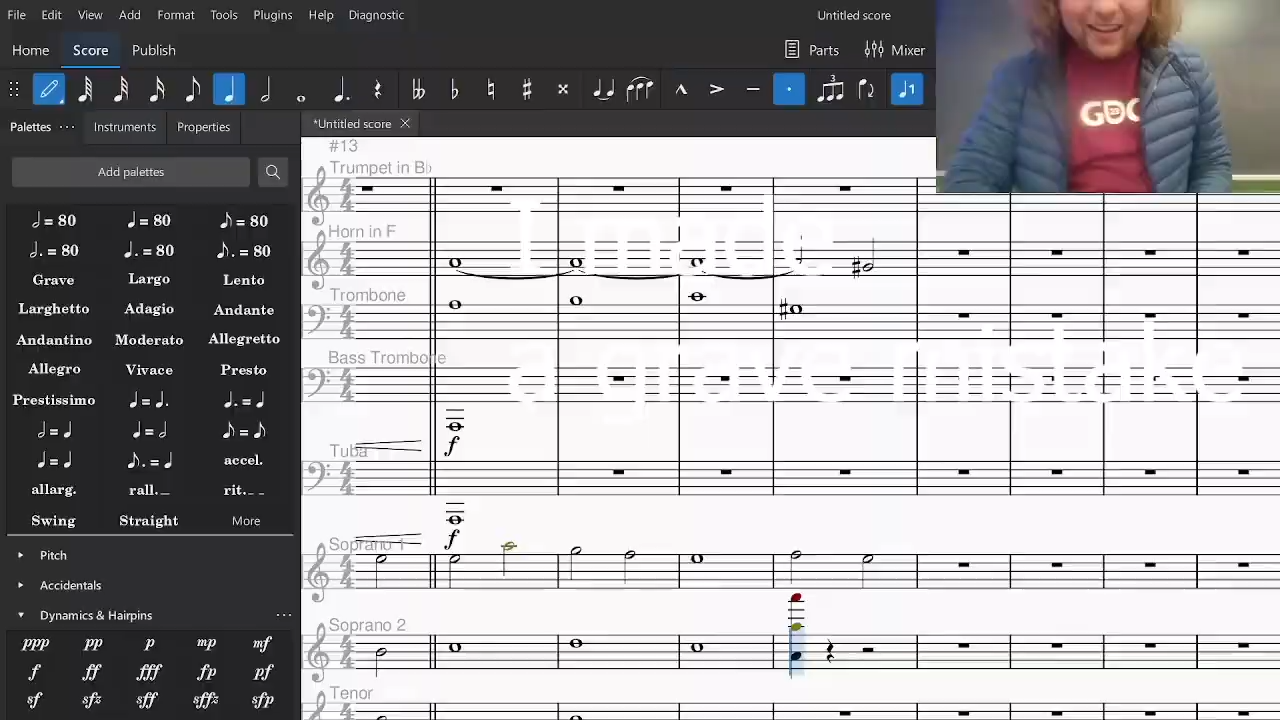 File Edit View Add Format Tools Plugins Help Diagnostic Untitled score
Home Score Publish Parts Mixer
Palettes Instruments Properties *Untitled score
Add palettes
#13
Trumpet in B♭
Horn in F
Trombone
Bass Trombone
Tuba
Soprano 1
Soprano 2
Tenor
I made
a grave mistake
GDC
= 80 = 80 = 80
= 80 = 80 = 80
Grave Largo Lento
Larghetto Adagio Andante
Andantino Moderato Allegretto
Allegro Vivace Presto
Prestissimo
accel.
allarg. rall. rit.
Swing Straight More
Pitch
Accidentals
Dynamics & Hairpins
ppp pp p mp mf
f ff fff fp pf
sf sfz sff sffz sfp
f
f